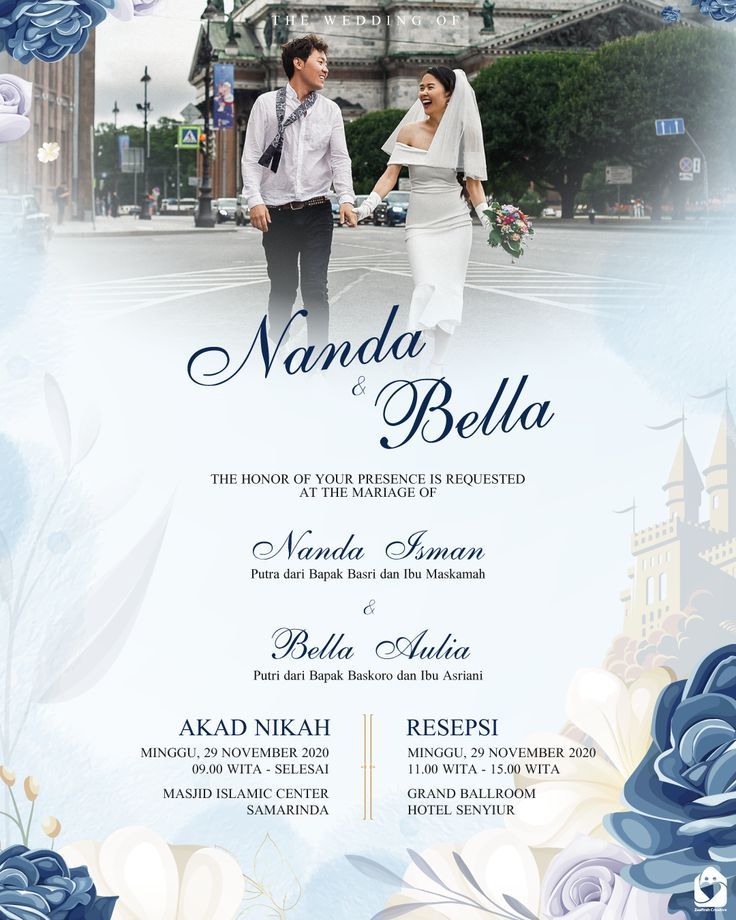 THE WEDDING OF
Nanda
&
Bella
THE HONOR OF YOUR PRESENCE IS REQUESTED
AT THE MARIAGE OF
Nanda Isman
Putra dari Bapak Basri dan Ibu Maskamah
&
Bella Aulia
Putri dari Bapak Baskoro dan Ibu Asriani
AKAD NIKAH
MINGGU, 29 NOVEMBER 2020
09.00 WITA - SELESAI
MASJID ISLAMIC CENTER
SAMARINDA
RESEPSI
MINGGU, 29 NOVEMBER 2020
11.00 WITA - 15.00 WITA
GRAND BALLROOM
HOTEL SENYIUR